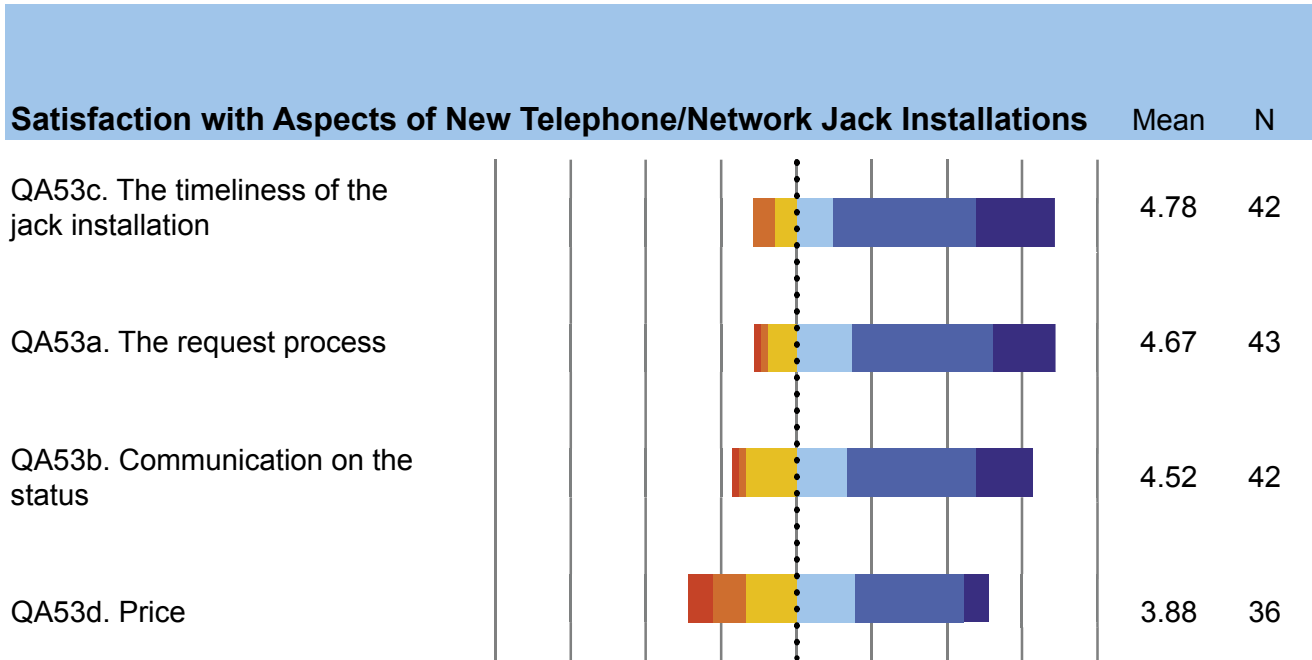 Satisfaction with Aspects of New Telephone/Network Jack Installations Mean N
QA53c. The timeliness of the
jack installation
4.78 42
QA53a. The request process 4.67 43
QA53b. Communication on the
status
4.52 42
QA53d. Price 3.88 36